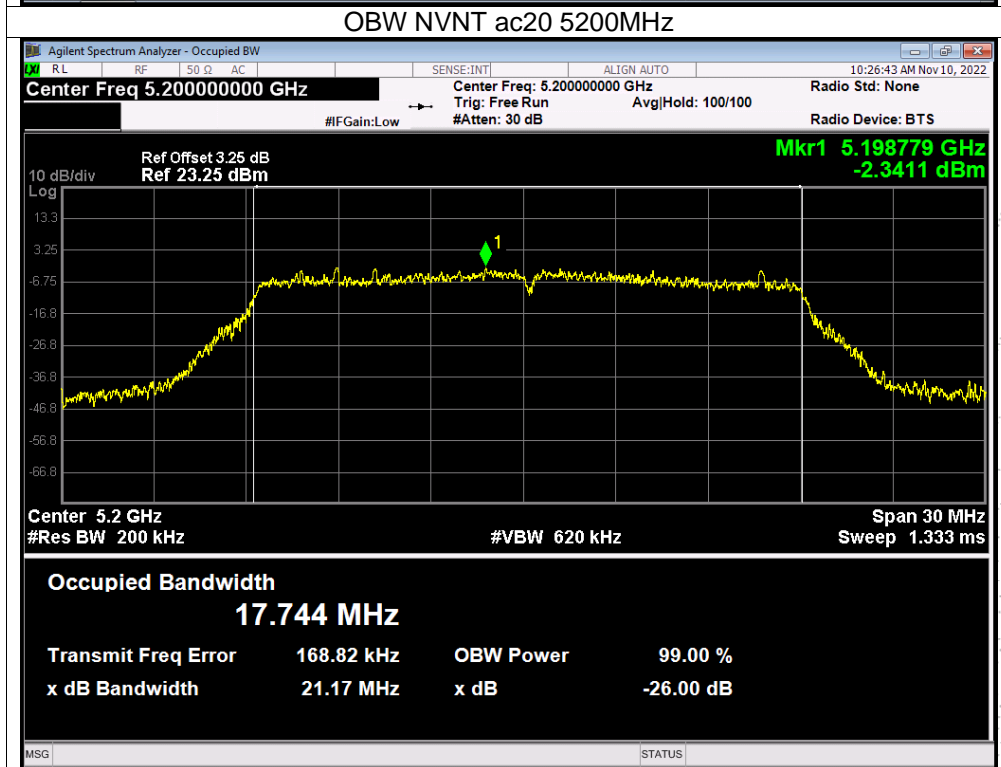 OBW NVNT ac20 5200MHz
Agilent Spectrum Analyzer - Occupied BW
LXI RL RF 50 Ω AC SENSE:INT ALIGN AUTO 10:26:43 AM Nov 10, 2022
Center Freq 5.200000000 GHz
Center Freq: 5.200000000 GHz
Radio Std: None
Trig: Free Run Avg|Hold: 100/100
#IFGain:Low #Atten: 30 dB
Radio Device: BTS
Mkr1 5.198779 GHz
-2.3411 dBm
Ref Offset 3.25 dB
10 dB/div Ref 23.25 dBm
Log
13.3
3.25
-6.75
-16.8
-26.8
-36.8
-46.8
-56.8
-66.8
1
Center 5.2 GHz Span 30 MHz
#Res BW 200 kHz #VBW 620 kHz Sweep 1.333 ms
Occupied Bandwidth
17.744 MHz
Transmit Freq Error 168.82 kHz OBW Power 99.00 %
x dB Bandwidth 21.17 MHz x dB -26.00 dB
MSG STATUS